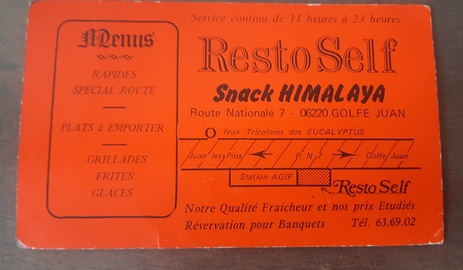 Service continu de 11 heures à 23 heures
Menus
RAPIDES
SPECIAL ROUTE
PLATS à EMPORTER
GRILLADES
FRITES
GLACES
Resto Self
Snack HIMALAYA
Route Nationale 7 - 06220 GOLFE JUAN
feux Tricolores des EUCALYPTUS
Juan les Pins
R N 7
Golfe Juan
Station AGIP
Resto Self
Notre Qualité Fraicheur et nos prix Etudiés
Réservation pour Banquets Tél. 63.69.02